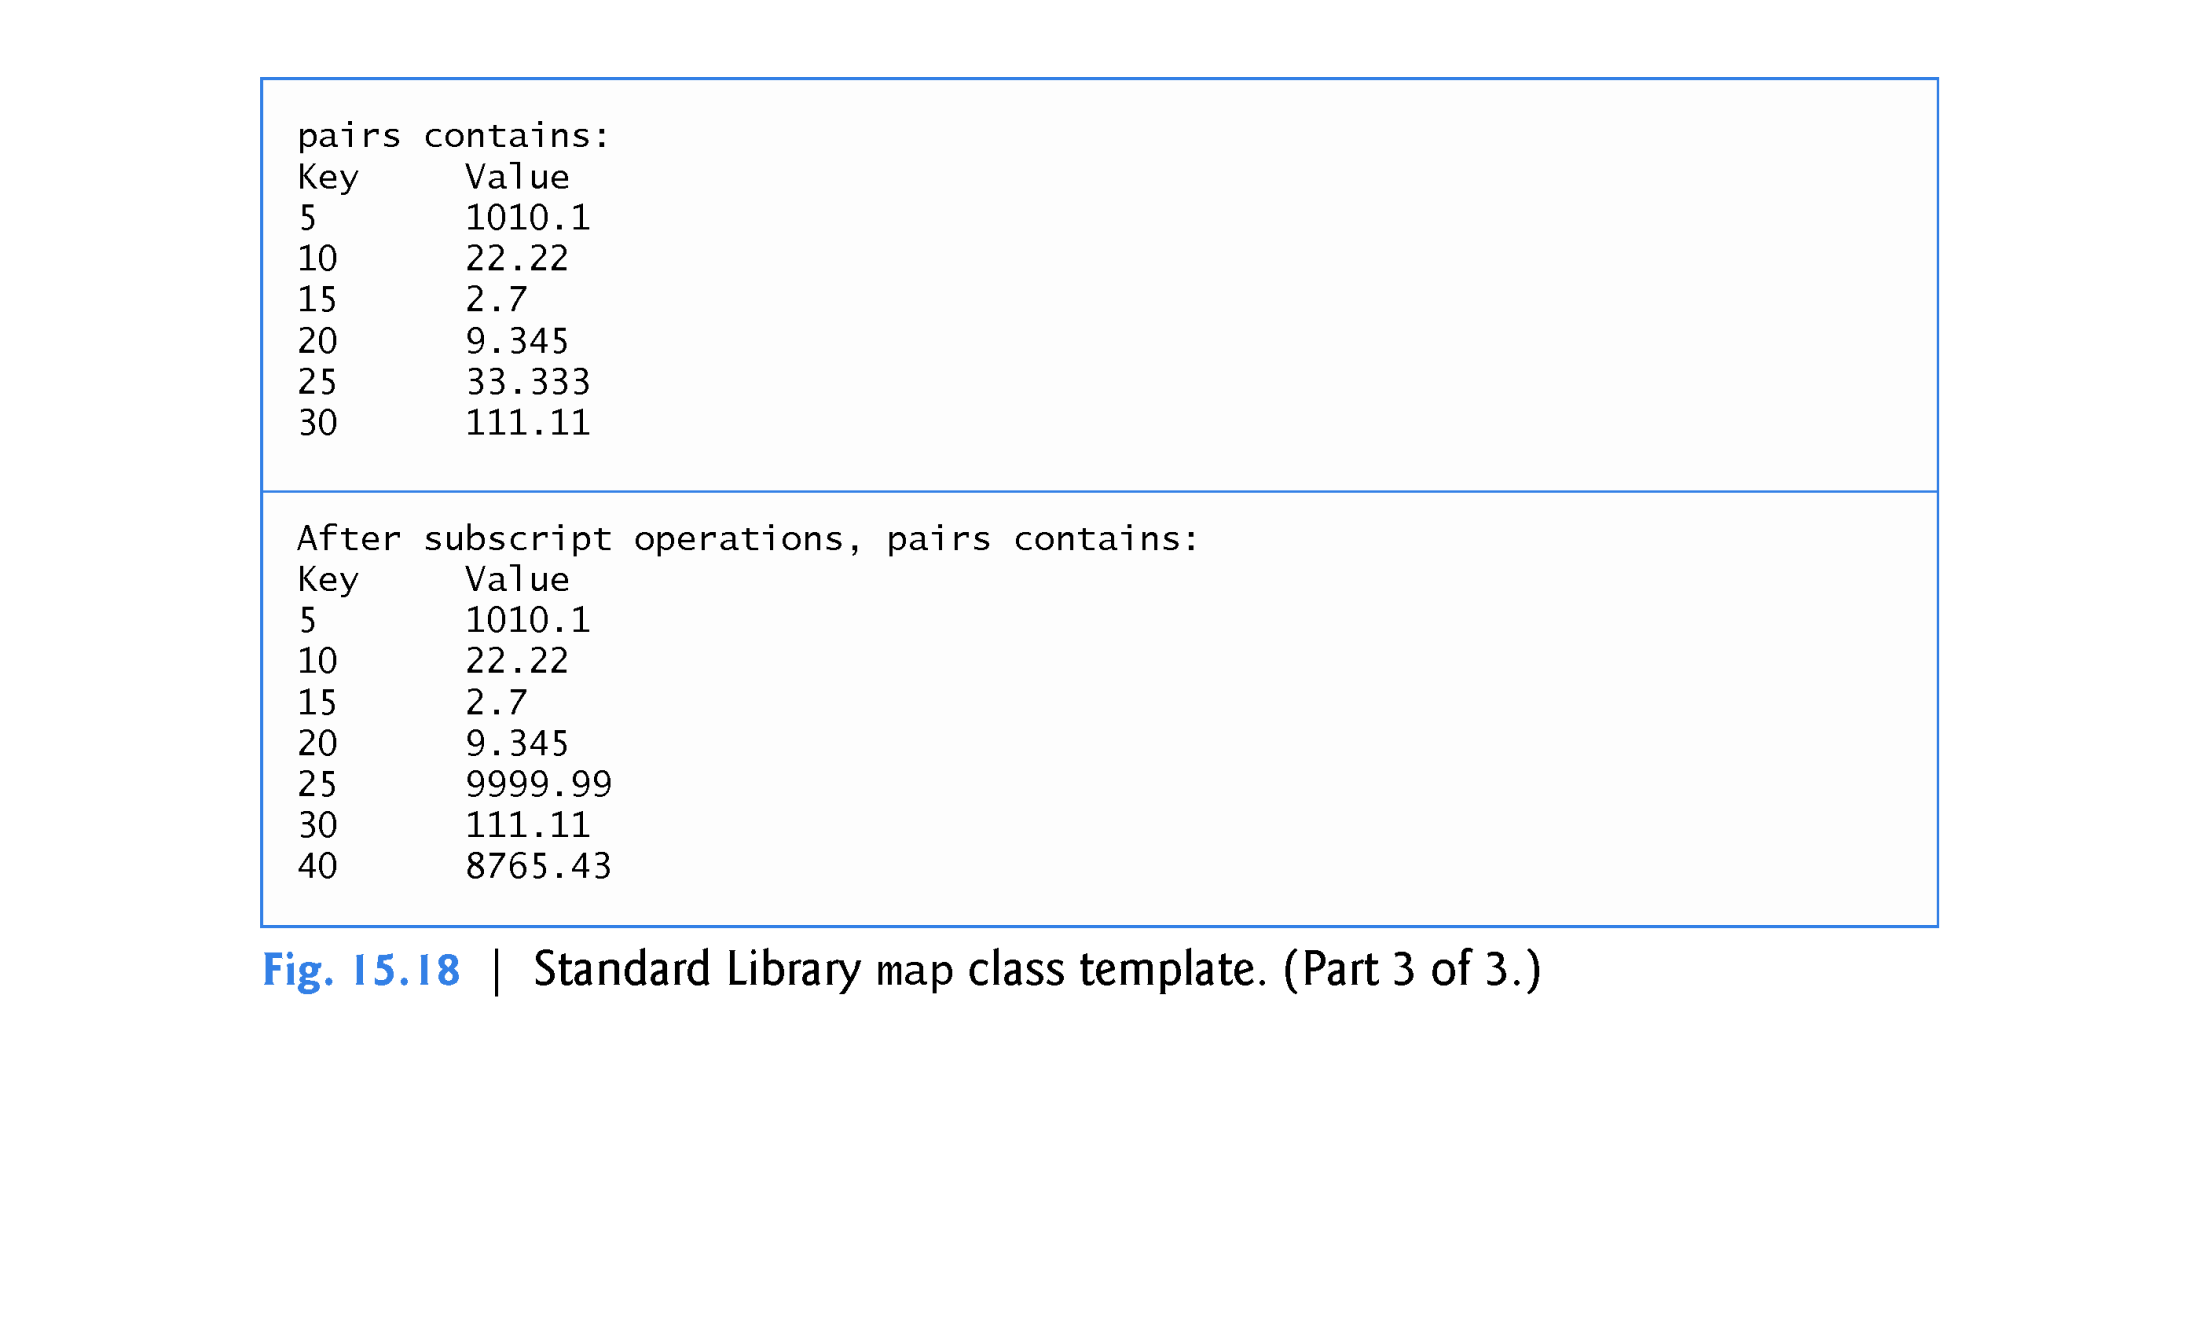 pairs contains:
Key Value
5 1010.1
10 22.22
15 2.7
20 9.345
25 33.333
30 111.11
After subscript operations, pairs contains:
Key Value
5 1010.1
10 22.22
15 2.7
20 9.345
25 9999.99
30 111.11
40 8765.43
Fig. 15.18 | Standard Library map class template. (Part 3 of 3.)